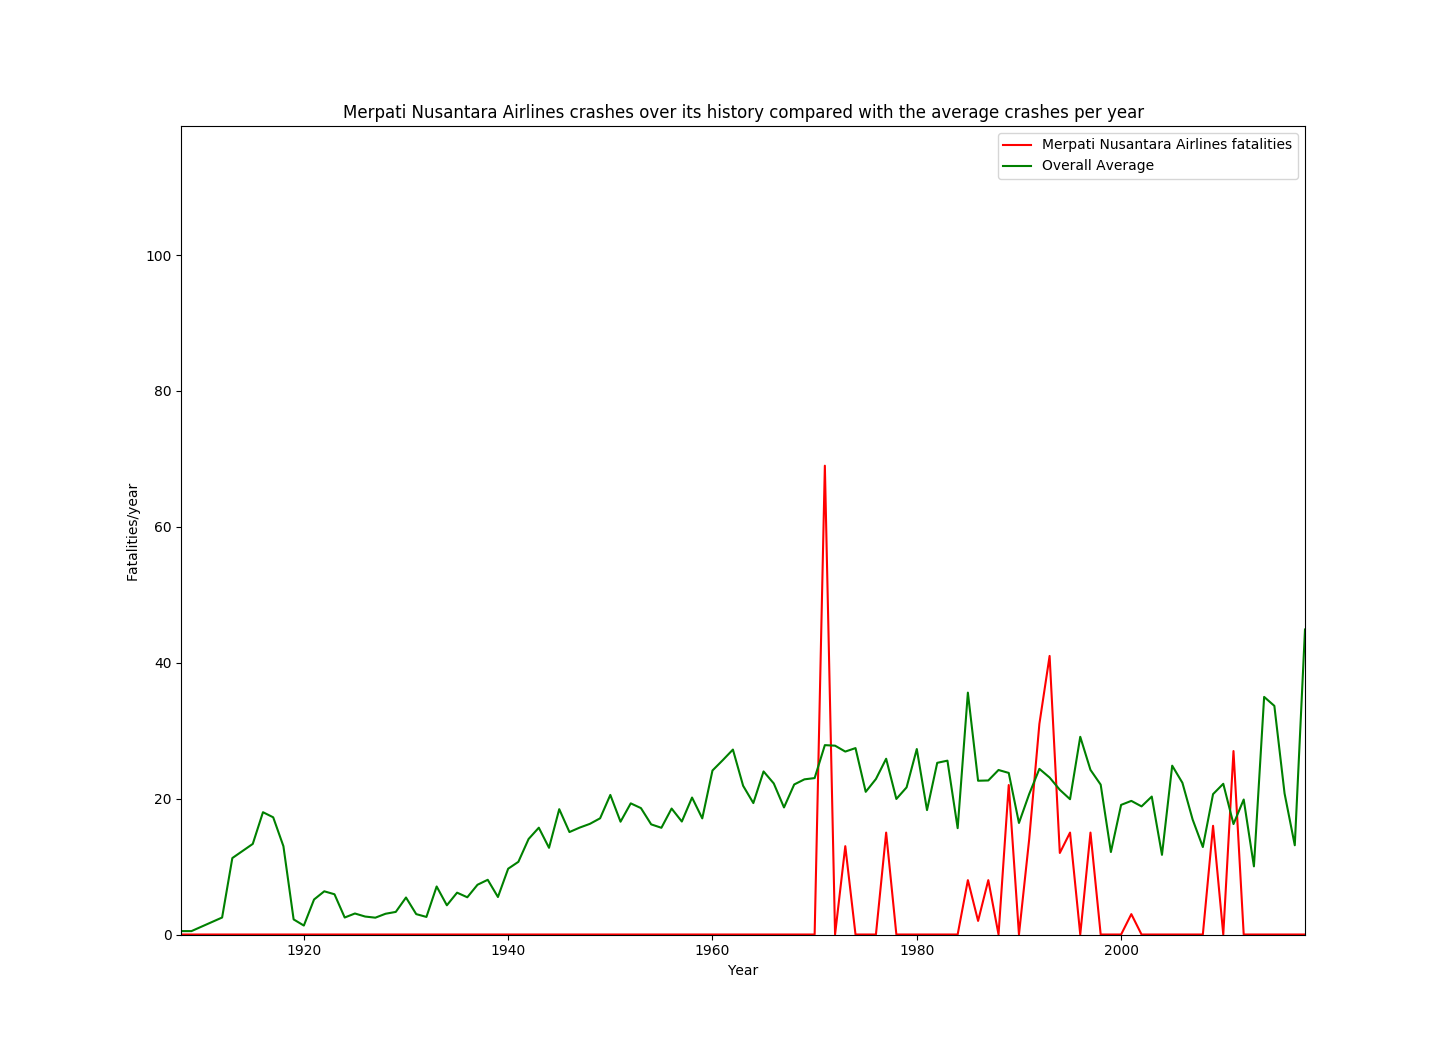 Merpati Nusantara Airlines crashes over its history compared with the average crashes per year
Merpati Nusantara Airlines fatalities
Overall Average
100
80
60
40
20
0
Fatalities/year
1920 1940 1960 1980 2000
Year